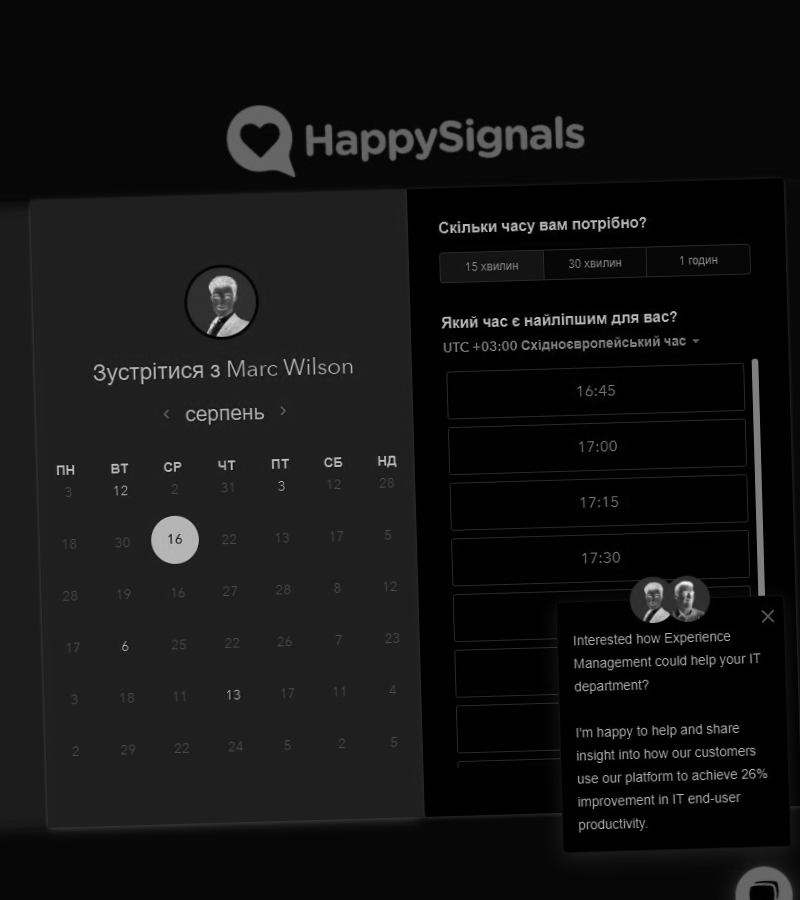 HappySignals
Зустрітися з Marc Wilson
серпень
ПН ВТ СР ЧТ ПТ СБ НД
3 12 2 31 3 12 28
18 30 16 22 13 17 5
28 19 16 27 28 8 12
17 6 25 22 26 7 23
3 18 11 13 17 11 4
2 29 22 24 5 2 5
Скільки часу вам потрібно?
15 хвилин 30 хвилин 1 годин
Який час є найліпшим для вас?
UTC +03:00 Східноєвропейський час
16:45
17:00
17:15
17:30
Interested how Experience
Management could help your IT
department?
I'm happy to help and share
insight into how our customers
use our platform to achieve 26%
improvement in IT end-user
productivity.